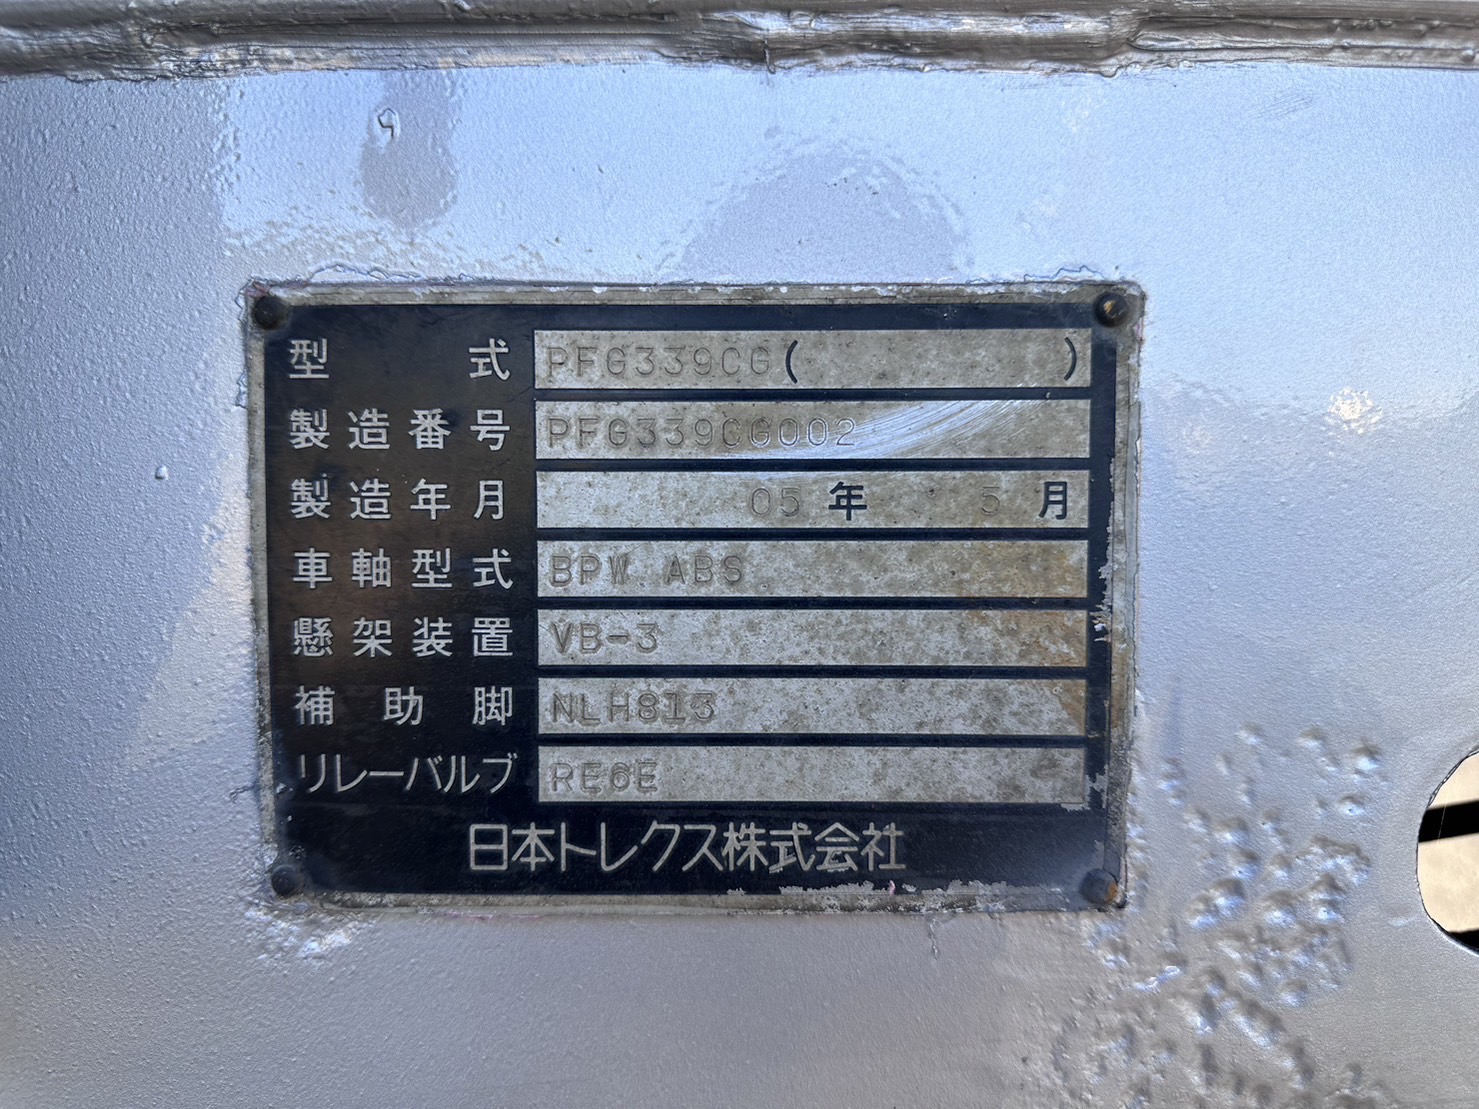 型式 PFG339CG( )
製造番号 PFG339CG002
製造年月 05 年 5 月
車軸型式 BPW ABS
懸架装置 VB-3
補助脚 NLH813
リレーバルブ RE6E
日本トレクス株式会社